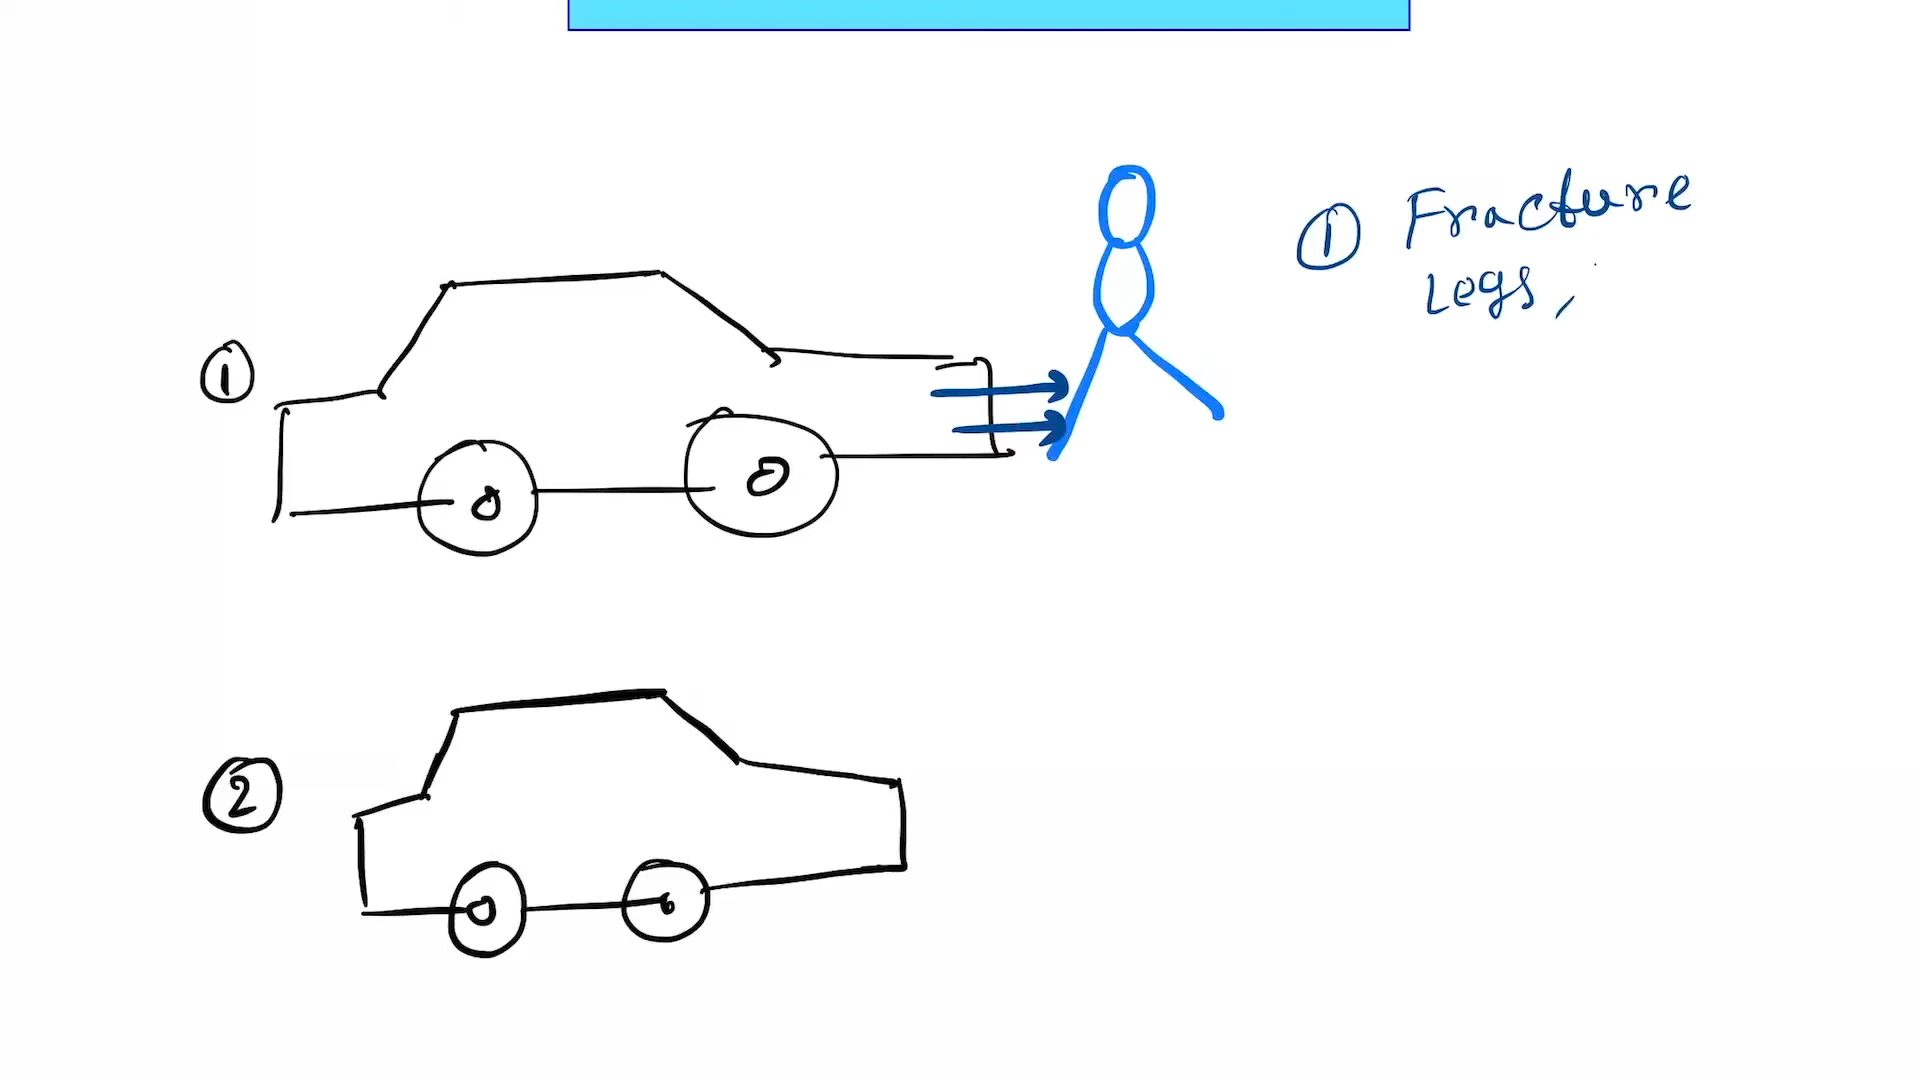 ① Fracture
Legs,
①
②